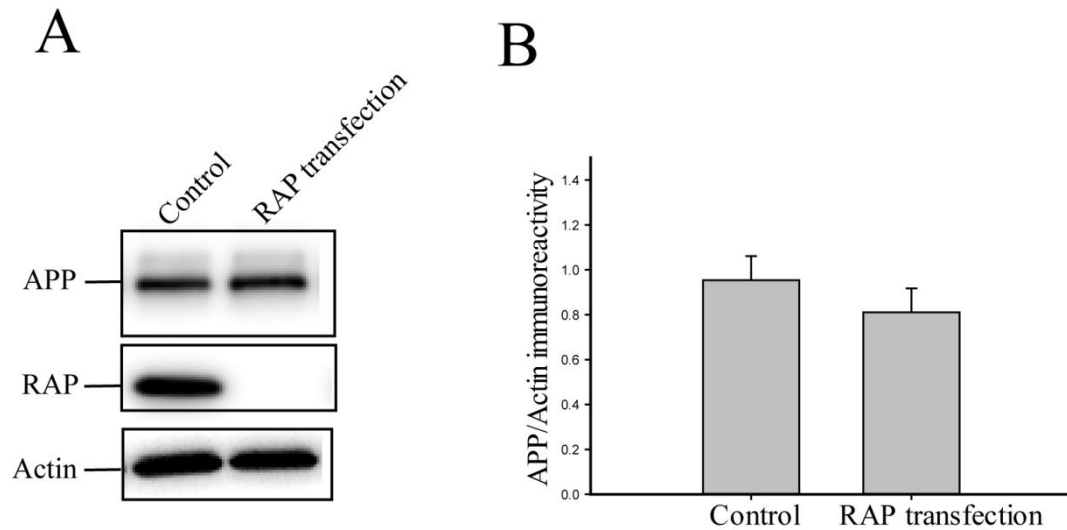 A
Control
RAP transfection
APP
RAP
Actin
B
APP/Actin immunoreactivity
1.4
1.2
1.0
0.8
0.6
0.4
0.2
0.0
Control
RAP transfection